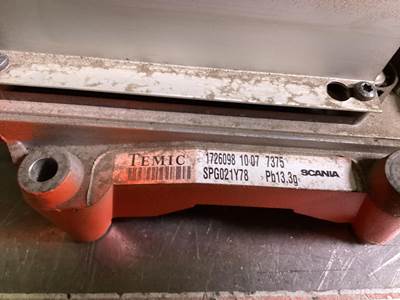 TEMIC 1726098 10-07 7375
SPG021Y78 Pb13.3g SCANIA